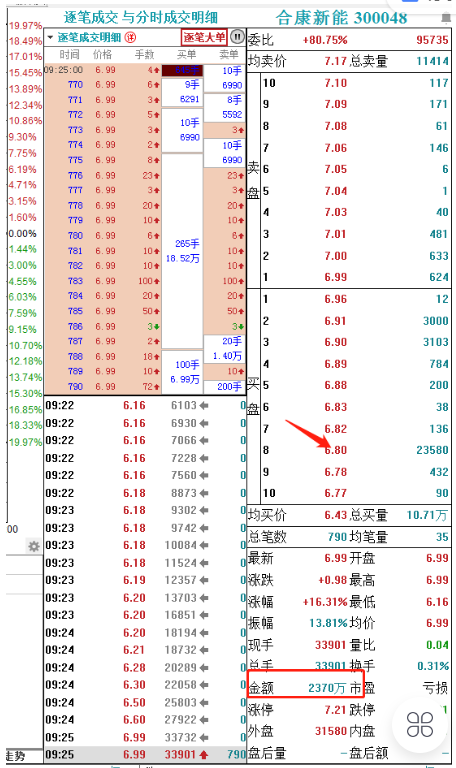 逐笔成交 与分时成交明细 合康新能 300048
19.97%
18.49%
17.01%
15.45%
13.89%
12.34%
10.86%
9.30%
7.75%
6.19%
4.71%
3.15%
1.60%
0.00%
1.44%
3.00%
4.55%
6.03%
7.59%
9.15%
10.70%
12.18%
13.74%
15.30%
16.85%
18.33%
19.97%
00
走势
逐笔成交明细 逐笔大单
时间 价格 手数 买单 卖单
09:25:00 6.99 4↑
770 6.99 6↑
771 6.99 3↑
772 6.99 5↑
773 6.99 3↑
774 6.99 2↑
775 6.99 8↑
776 6.99 23↑
777 6.99 3↑
778 6.99 20↑
779 6.99 10↑
780 6.99 6↑
781 6.99 10↑
782 6.99 10↑
783 6.99 100↑
784 6.99 20↑
785 6.99 50↑
786 6.99 3↓
787 6.99 2↑
788 6.99 18↑
789 6.99 10↑
790 6.99 72↑
9手
6291
10手
6990
265手
18.52万
100手
6.99万
10手
6990
8手
5592
3↑
10手
6990
23↑
3↑
20↑
10↑
6↑
10↑
10↑
100↑
20↑
50↑
3↓
20手
1.40万
10↑
200手
09:22 6.16 6103 ← 0
09:22 6.16 6930 ← 0
09:22 6.16 7066 ← 0
09:22 6.16 7228 ← 0
09:22 6.16 7560 ← 0
09:22 6.18 8873 ← 0
09:23 6.18 9302 ← 0
09:23 6.18 9742 ← 0
09:23 6.18 10084 ← 0
09:23 6.18 11524 ← 0
09:23 6.19 12357 ← 0
09:23 6.20 13703 ← 0
09:23 6.20 16851 ← 0
09:24 6.20 18194 ← 0
09:24 6.21 18732 ← 0
09:24 6.28 20289 ← 0
09:24 6.30 22058 ← 0
09:24 6.50 25803 ← 0
09:24 6.60 27922 ← 0
09:25 6.99 33732 ← 0
09:25 6.99 33901 ↑ 790
委比 +80.75% 95735
均卖价 7.17 总卖量 11414
卖盘
10 7.10 117
9 7.09 171
8 7.08 61
7 7.06 146
6 7.05 6
5 7.04 1
4 7.03 40
3 7.01 481
2 7.00 633
1 6.99 624
买盘
1 6.96 12
2 6.91 3000
3 6.90 3103
4 6.89 784
5 6.88 200
6 6.83 38
7 6.82 136
8 6.80 23580
9 6.78 432
10 6.77 90
均买价 6.43 总买量 10.71万
总笔数 790 均笔量 35
最新 6.99 开盘 6.99
涨跌 +0.98 最高 6.99
涨幅 +16.31% 最低 6.16
振幅 13.81% 均价 6.99
现手 33901 量比 0.04
总手 33901 换手 0.31%
金额 2370万 市盈 亏损
涨停 7.21 跌停
外盘 31580 内盘
盘后量 – 盘后额 –